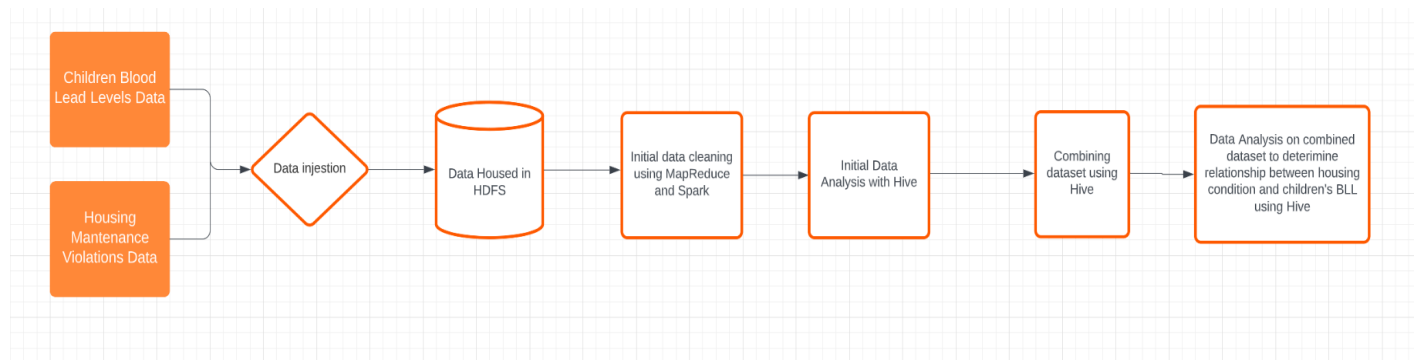 Children Blood
Lead Levels Data
Housing
Mantenance
Violations Data
Data injestion
Data Housed in
HDFS
Initial data cleaning
using MapReduce
and Spark
Initial Data
Analysis with Hive
Combining
dataset using
Hive
Data Analysis on combined
dataset to deterimine
relationship between housing
condition and children's BLL
using Hive